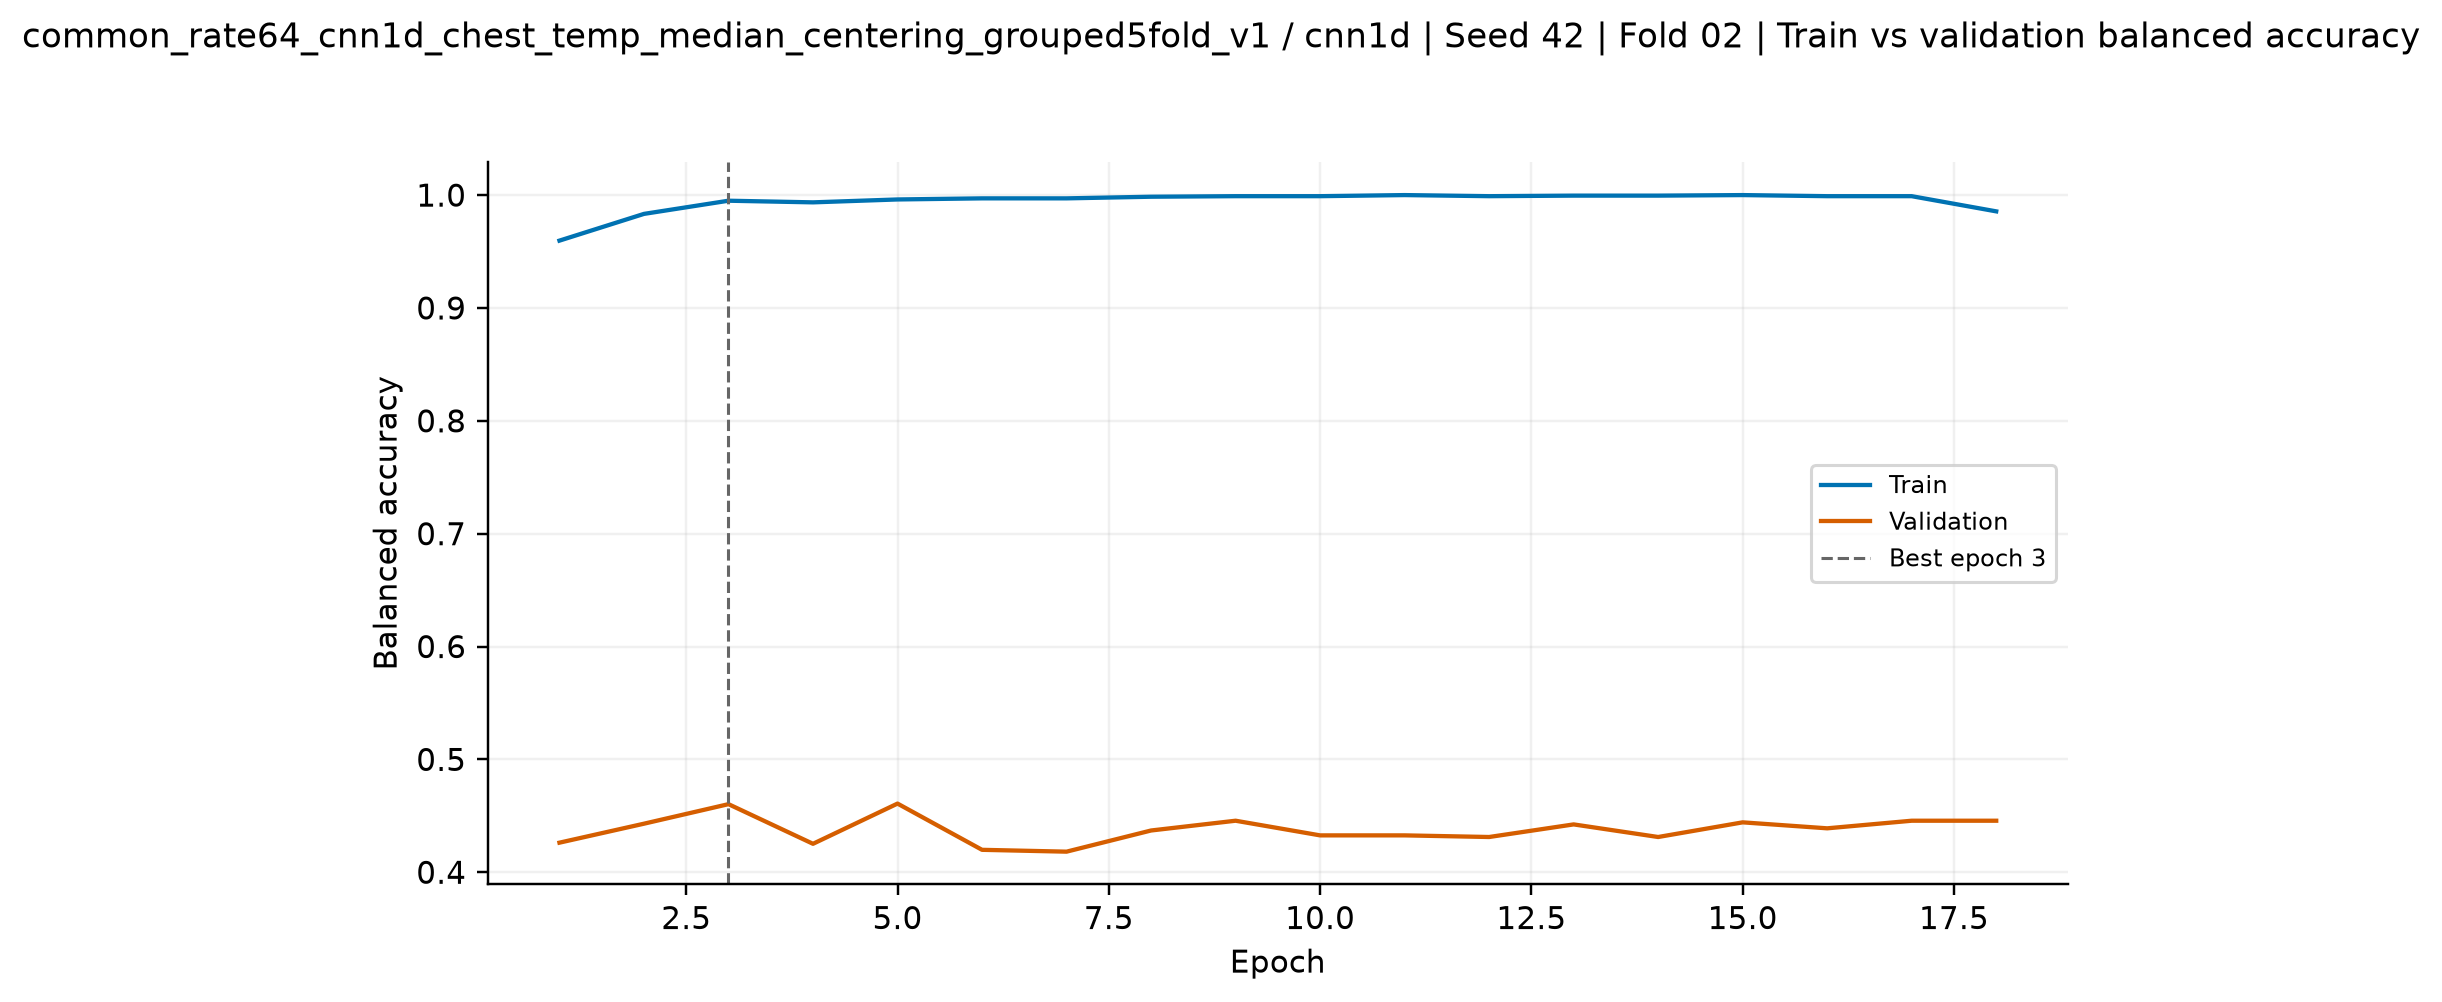 common_rate64_cnn1d_chest_temp_median_centering_grouped5fold_v1 / cnn1d | Seed 42 | Fold 02 | Train vs validation balanced accuracy
Balanced accuracy
1.0
0.9
0.8
0.7
0.6
0.5
0.4
Train
Validation
Best epoch 3
2.5 5.0 7.5 10.0 12.5 15.0 17.5
Epoch